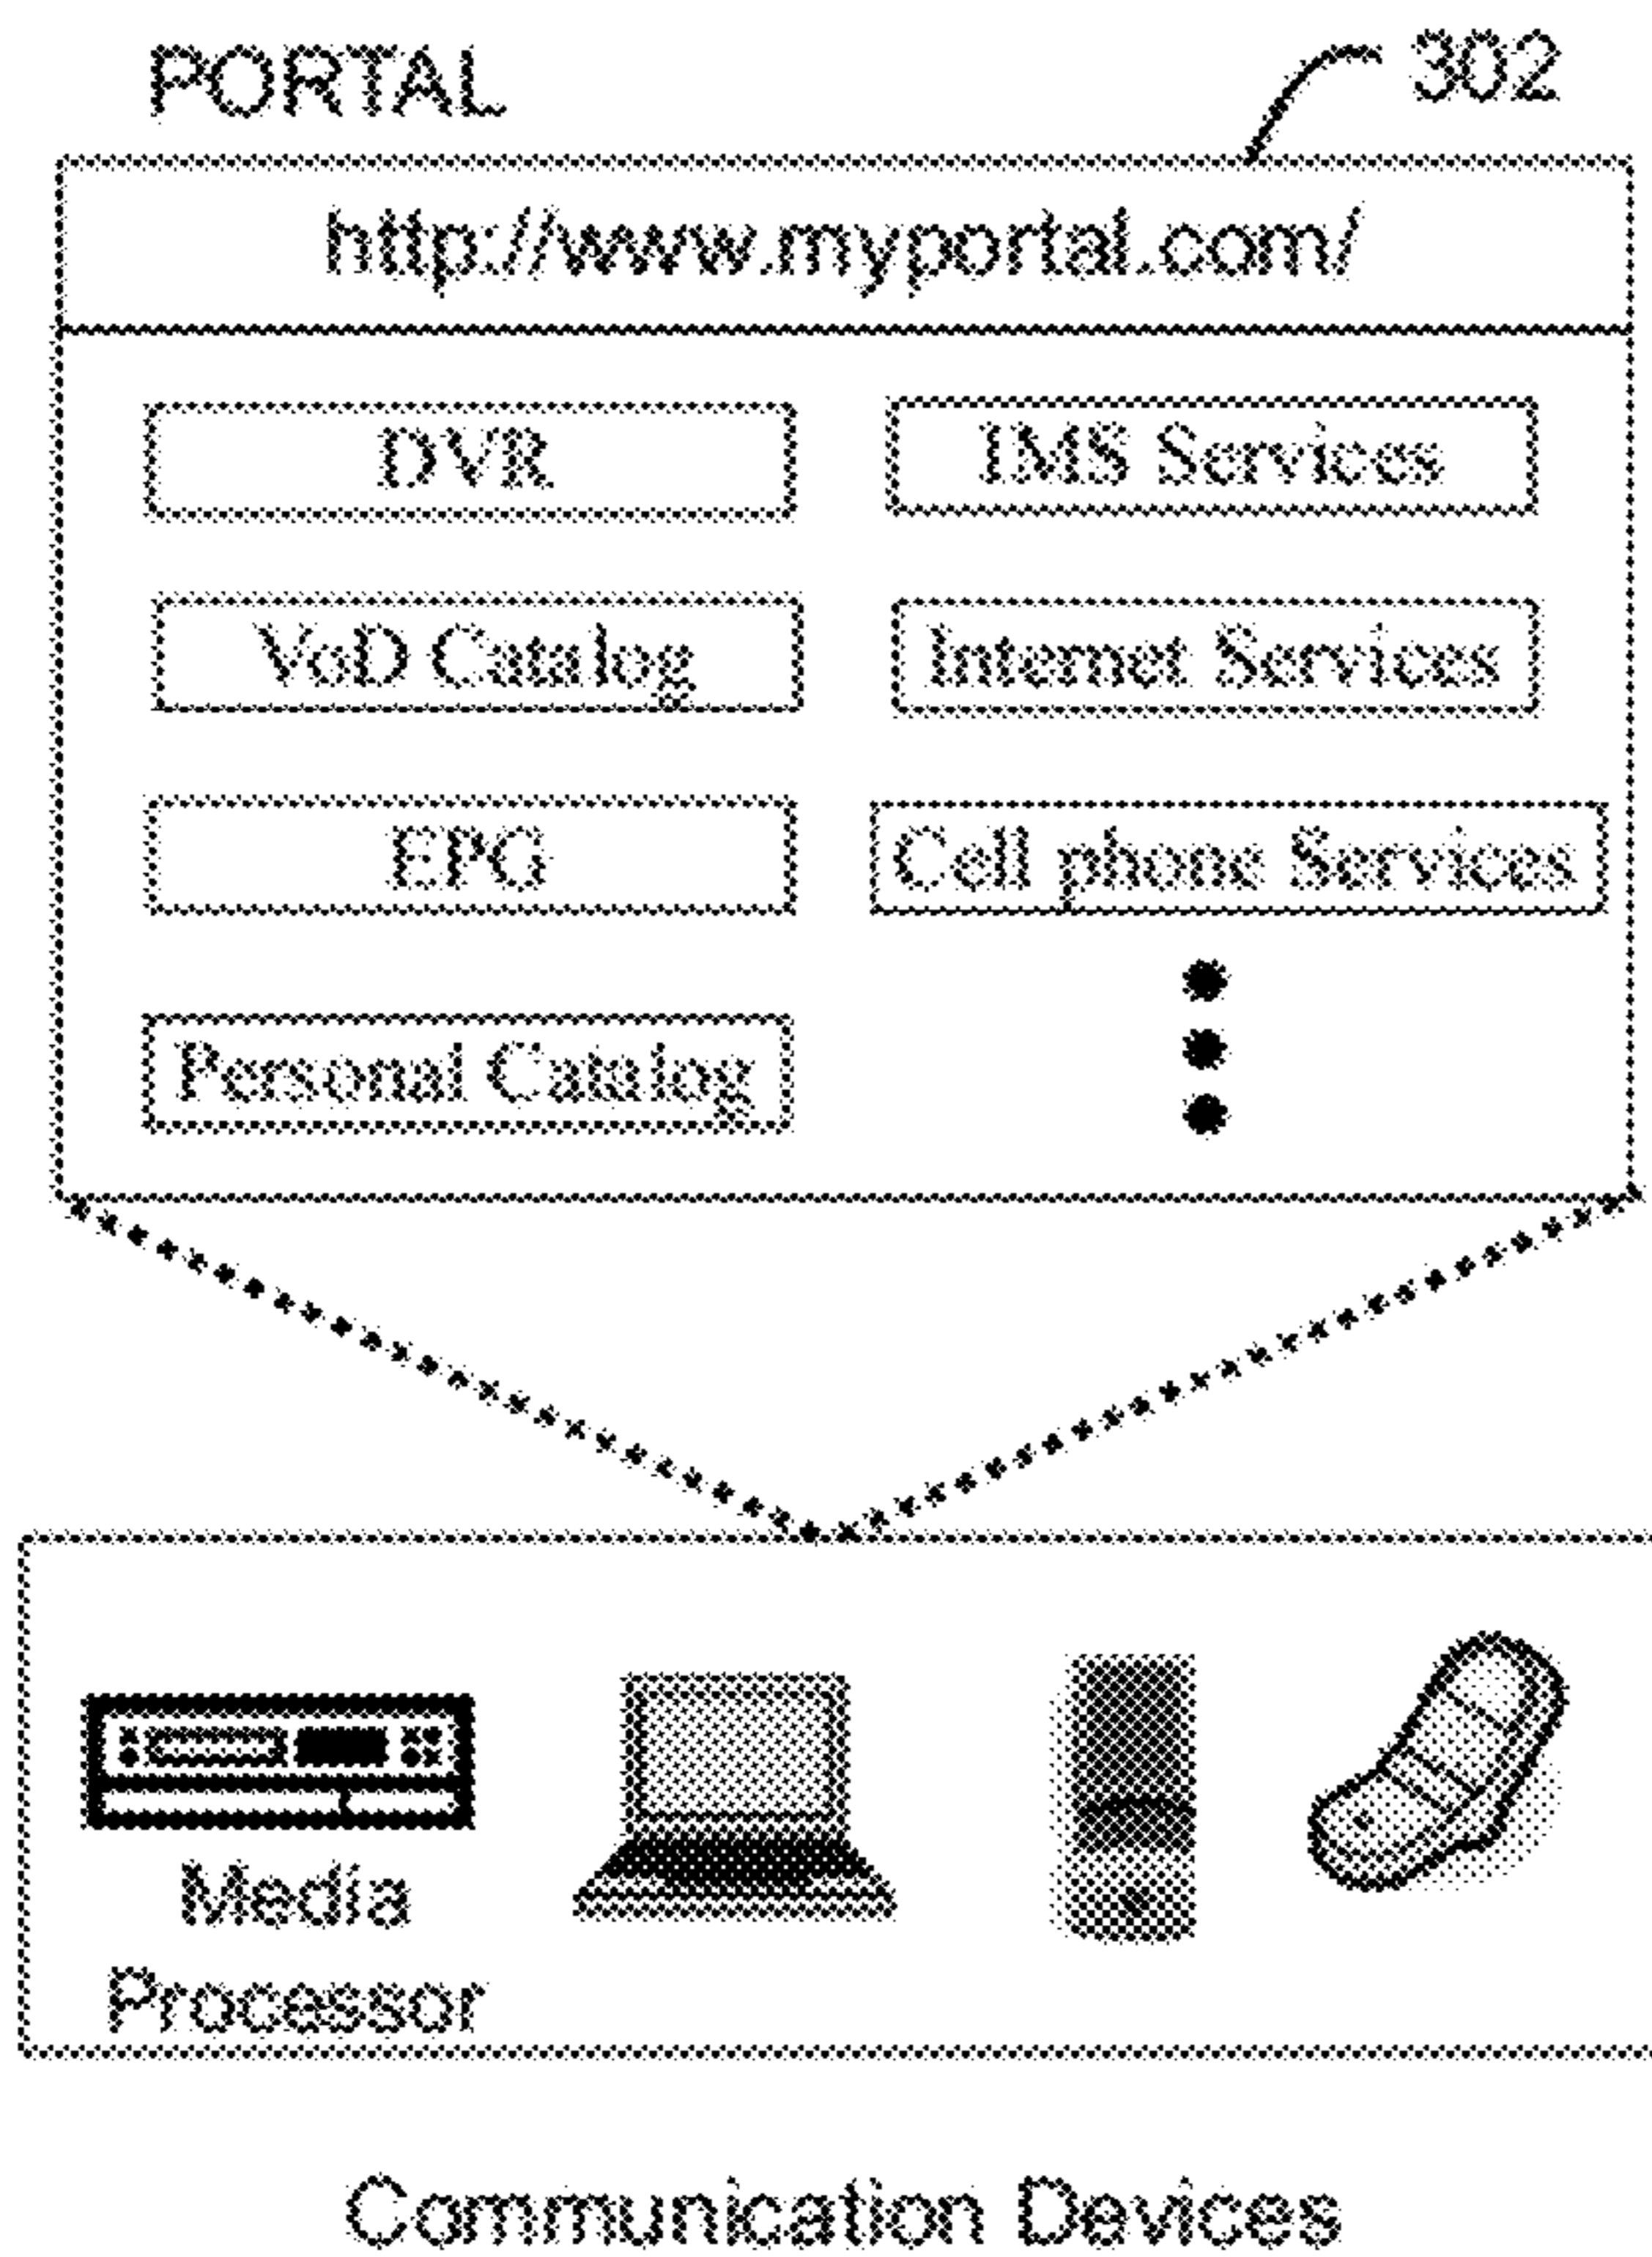 PORTAL
302
http://www.myportal.com/
DVR
IMS Services
VoD Catalog
Internet Services
EPG
Cell phone Services
Personal Catalog
Media
Processor
Communication Devices